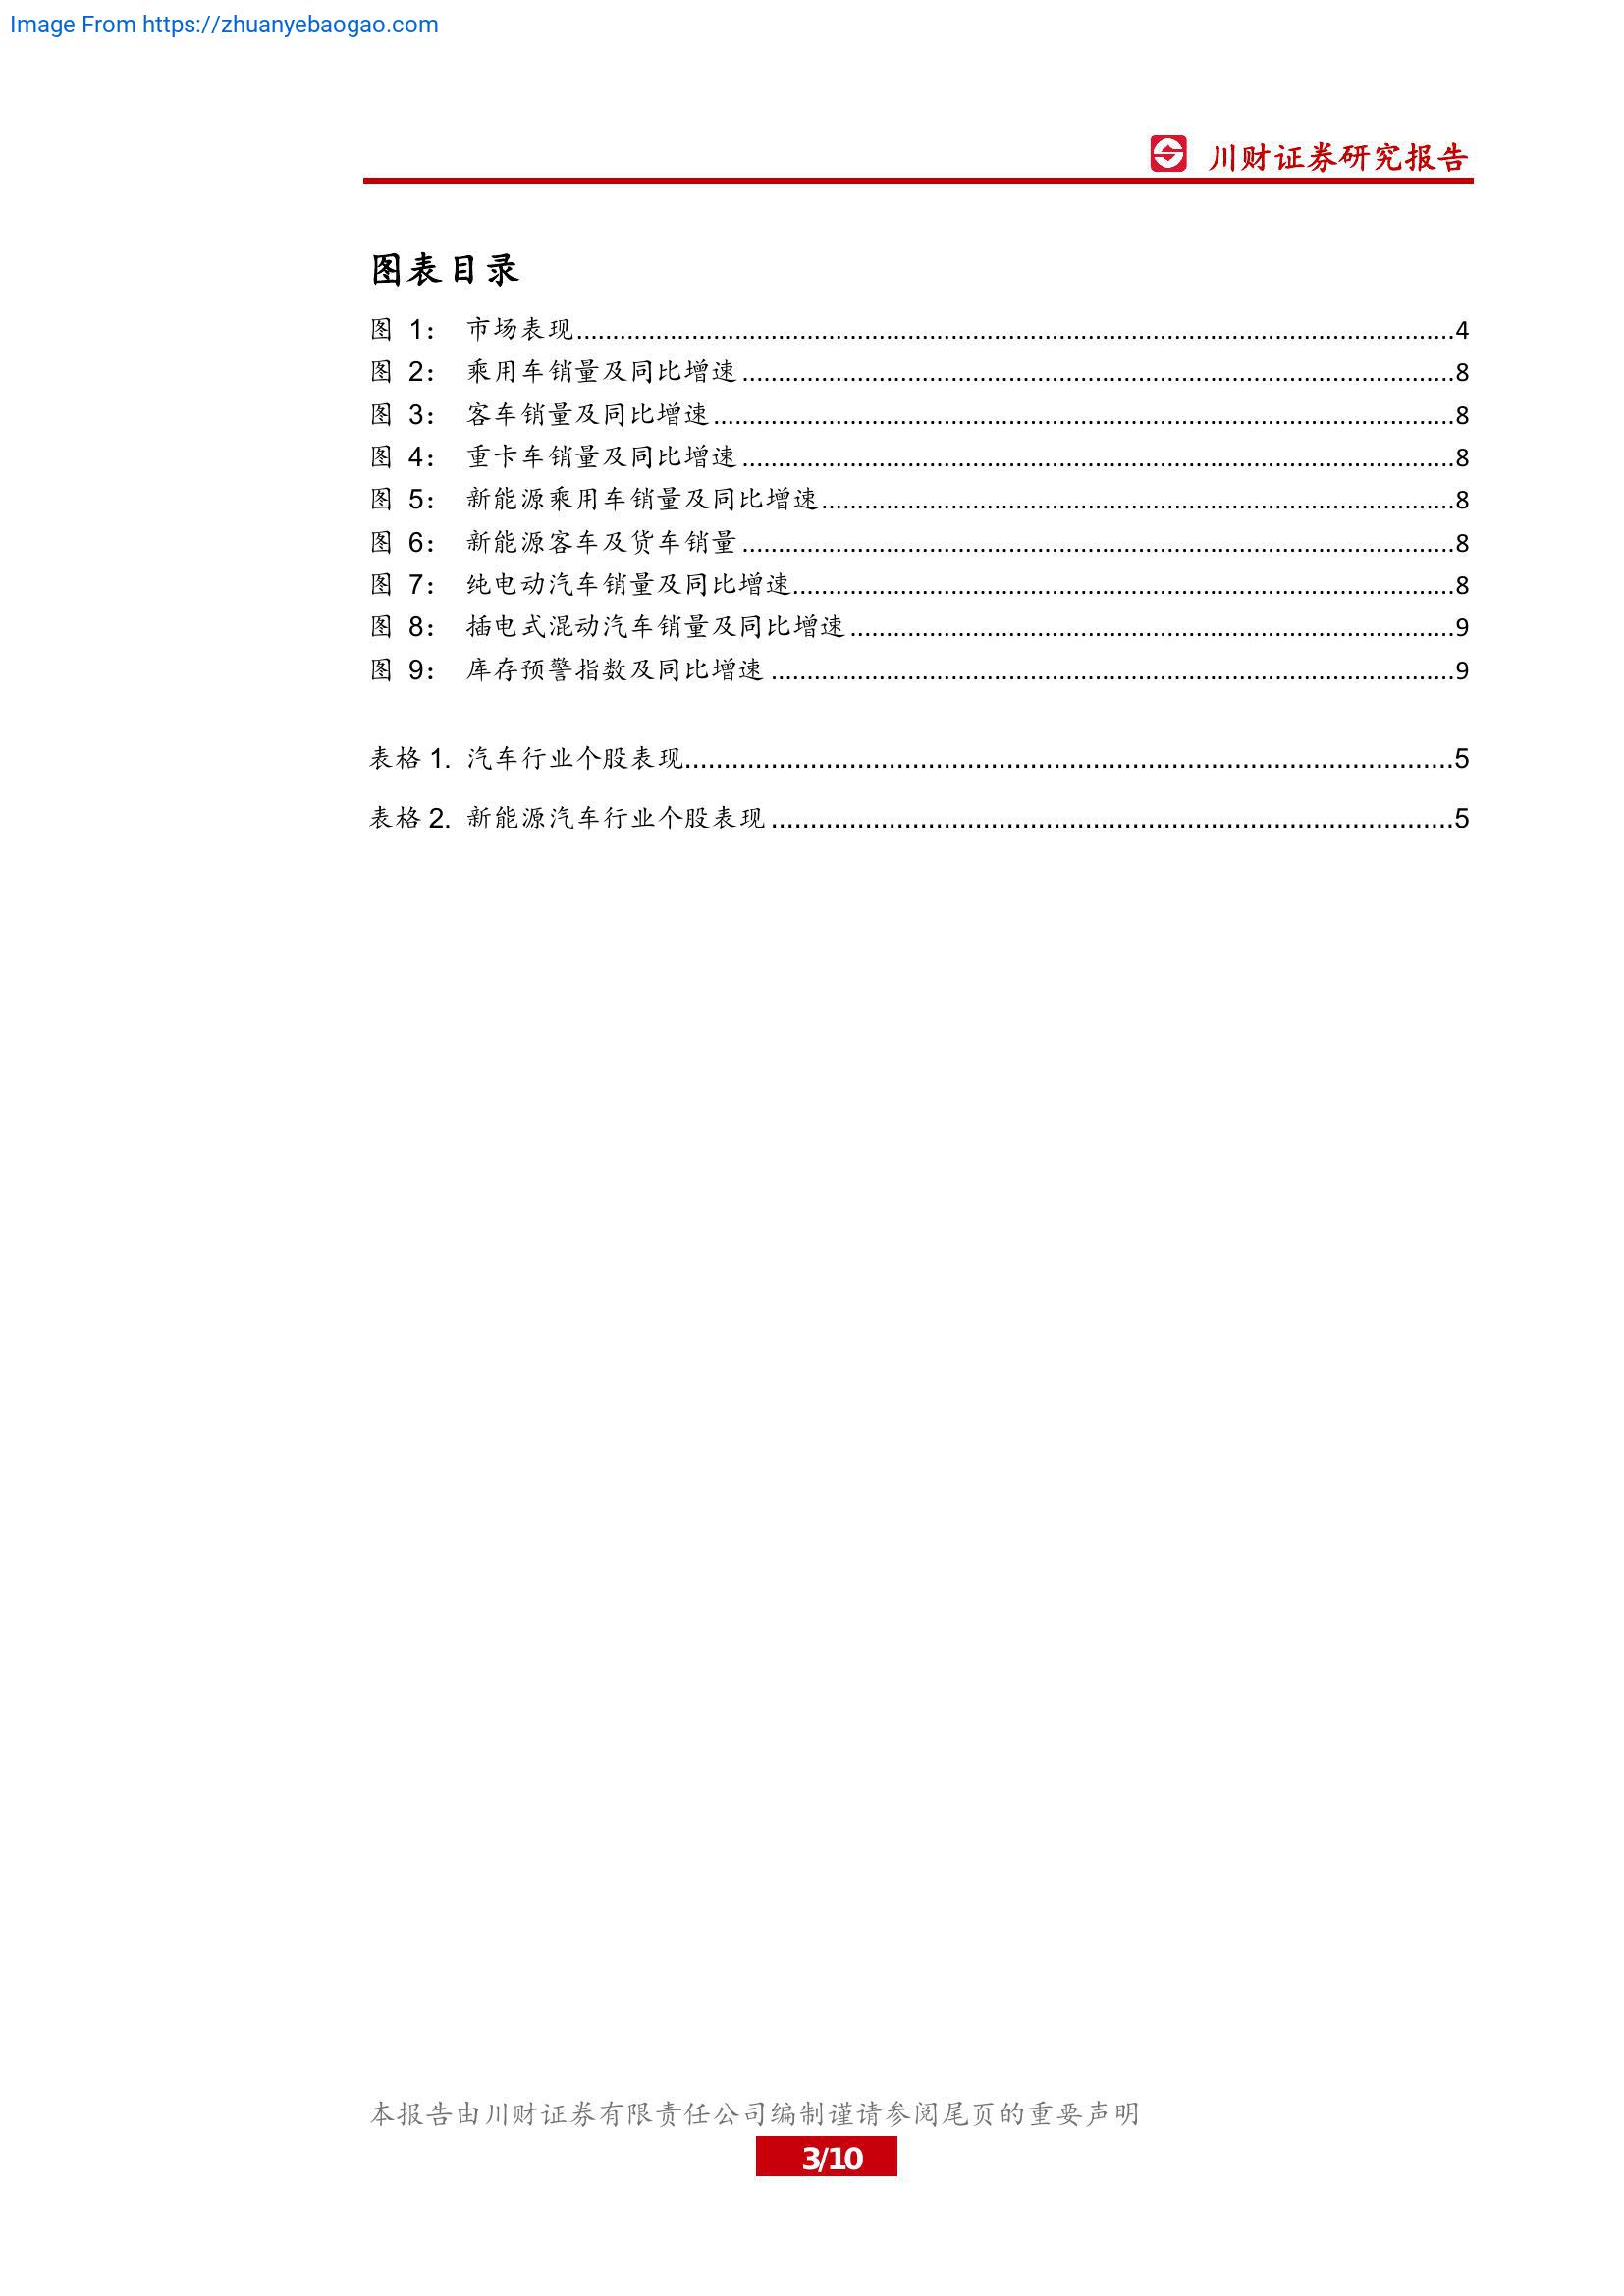 Image From https://zhuanyebaogao.com
川财证券研究报告
图表目录
图 1： 市场表现........................................................................................................................4
图 2： 乘用车销量及同比增速..................................................................................................8
图 3： 客车销量及同比增速......................................................................................................8
图 4： 重卡车销量及同比增速..................................................................................................8
图 5： 新能源乘用车销量及同比增速.......................................................................................8
图 6： 新能源客车及货车销量..................................................................................................8
图 7： 纯电动汽车销量及同比增速...........................................................................................8
图 8： 插电式混动汽车销量及同比增速...................................................................................9
图 9： 库存预警指数及同比增速..............................................................................................9
表格 1. 汽车行业个股表现....................................................................................................5
表格 2. 新能源汽车行业个股表现.........................................................................................5
本报告由川财证券有限责任公司编制谨请参阅尾页的重要声明
3/10